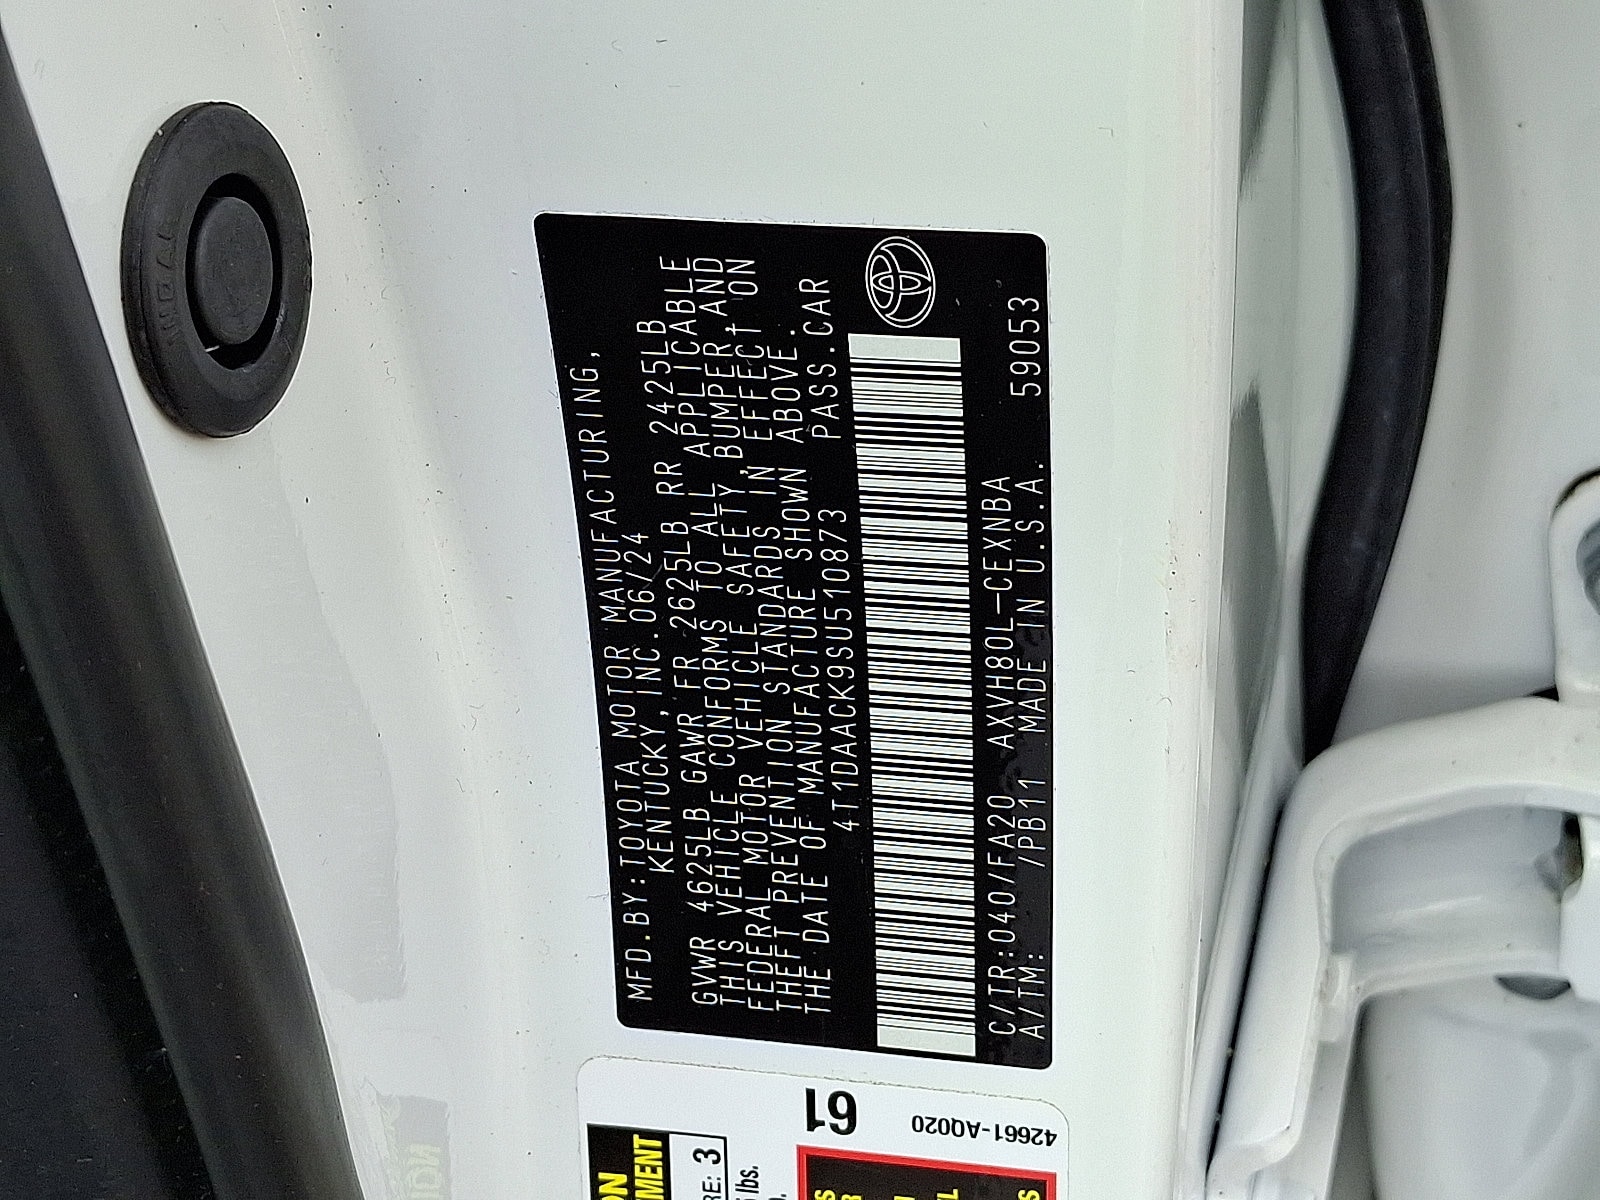 MFD.BY:TOYOTA MOTOR MANUFACTURING,
KENTUCKY,INC.06/24
GVWR 4625LB GAWR FR 2625LB RR 2425LB
THIS VEHICLE CONFORMS TO ALL APPLICABLE
FEDERAL MOTOR VEHICLE SAFETY,BUMPER,AND
THEFT PREVENTION STANDARDS IN EFFECT ON
THE DATE OF MANUFACTURE SHOWN ABOVE.
4T1DAACK9SU510873 PASS.CAR
C/TR:040/FA20 AXVH80L-CEXNBA 59053
A/TM: /PB11 MADE IN U.S.A.
61
42661-AQ020
3
lbs.